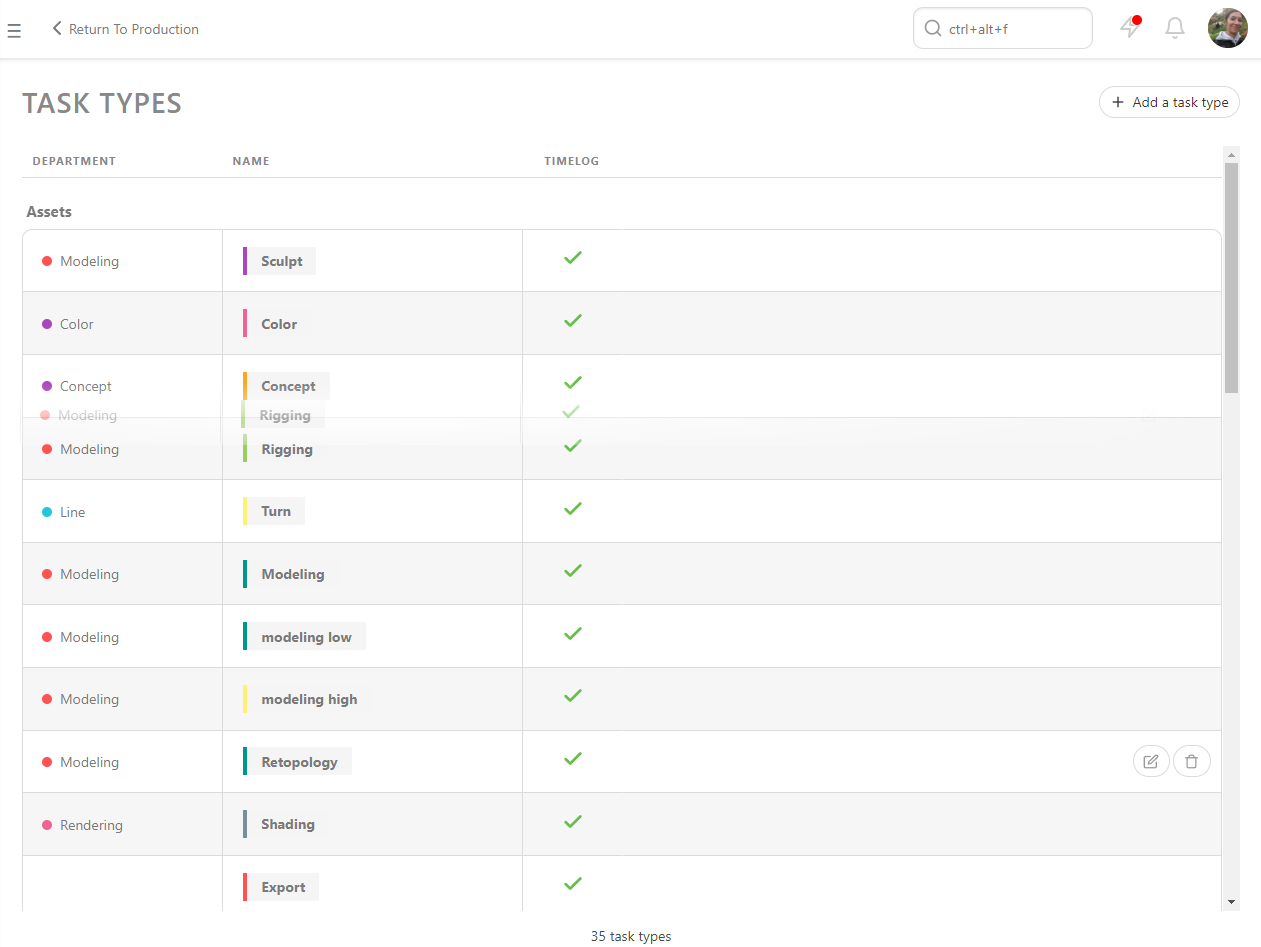 Return To Production
ctrl+alt+f
TASK TYPES
Add a task type
DEPARTMENT NAME TIMELOG
Assets
Modeling Sculpt
Color Color
Concept Concept
Modeling Rigging
Modeling Rigging
Line Turn
Modeling Modeling
Modeling modeling low
Modeling modeling high
Modeling Retopology
Rendering Shading
Export
35 task types